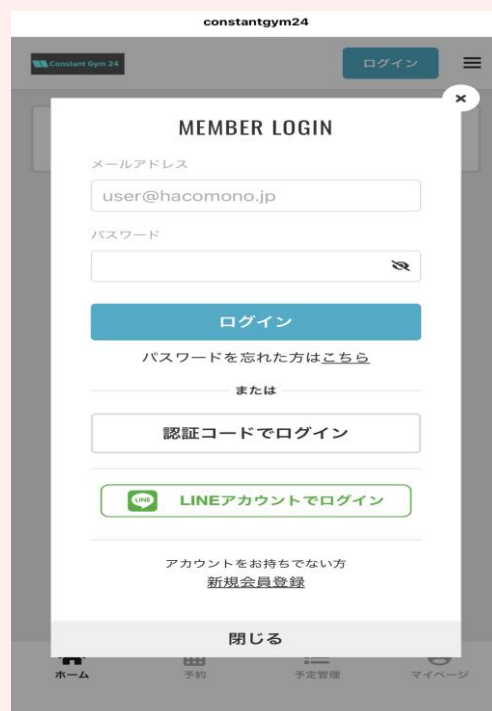 constantgym24
Constant Gym 24
ログイン
MEMBER LOGIN
メールアドレス
user@hacomono.jp
パスワード
ログイン
パスワードを忘れた方はこちら
または
認証コードでログイン
LINE
LINEアカウントでログイン
アカウントをお持ちでない方
新規会員登録
閉じる
ホーム
予約
予定管理
マイページ